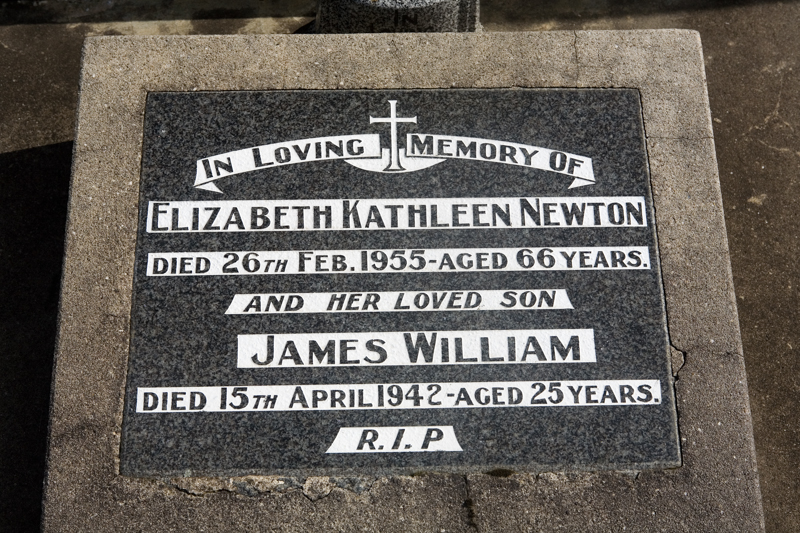 IN
IN LOVING MEMORY OF
ELIZABETH KATHLEEN NEWTON
DIED 26TH FEB. 1955-AGED 66 YEARS.
AND HER LOVED SON
JAMES WILLIAM
DIED 15TH APRIL 1942-AGED 25 YEARS.
R.I.P